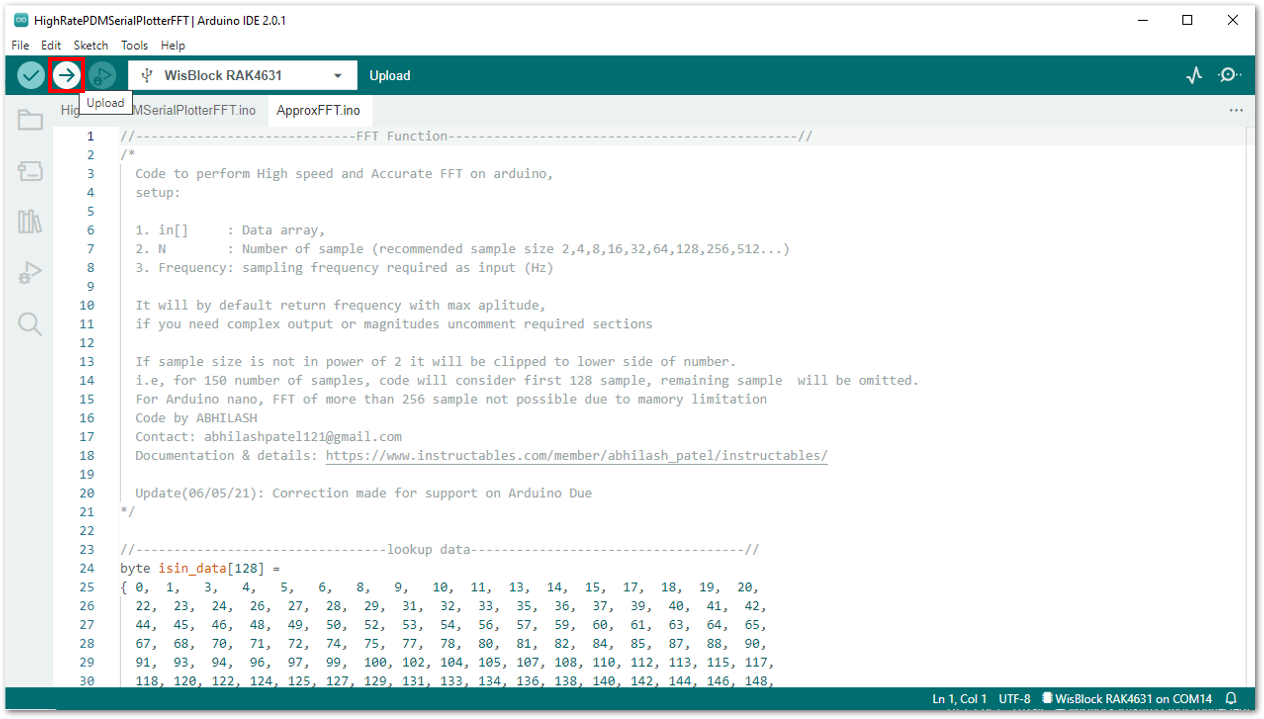 HighRatePDMSerialPlotterFFT | Arduino IDE 2.0.1
File Edit Sketch Tools Help
WisBlock RAK4631 Upload
Upload
Hig MSerialPlotterFFT.ino ApproxFFT.ino ...
1 //-----------------------------FFT Function----------------------------------------------//
2 /*
3 Code to perform High speed and Accurate FFT on arduino,
4 setup:
5
6 1. in[] : Data array,
7 2. N : Number of sample (recommended sample size 2,4,8,16,32,64,128,256,512...)
8 3. Frequency: sampling frequency required as input (Hz)
9
10 It will by default return frequency with max aplitude,
11 if you need complex output or magnitudes uncomment required sections
12
13 If sample size is not in power of 2 it will be clipped to lower side of number.
14 i.e, for 150 number of samples, code will consider first 128 sample, remaining sample  will be omitted.
15 For Arduino nano, FFT of more than 256 sample not possible due to mamory limitation
16 Code by ABHILASH
17 Contact: abhilashpatel121@gmail.com
18 Documentation & details: https://www.instructables.com/member/abhilash_patel/instructables/
19
20 Update(06/05/21): Correction made for support on Arduino Due
21 */
22
23 //---------------------------------lookup data------------------------------------//
24 byte isin_data[128] =
25 { 0, 1, 3, 4, 5, 6, 8, 9, 10, 11, 13, 14, 15, 17, 18, 19, 20,
26 22, 23, 24, 26, 27, 28, 29, 31, 32, 33, 35, 36, 37, 39, 40, 41, 42,
27 44, 45, 46, 48, 49, 50, 52, 53, 54, 56, 57, 59, 60, 61, 63, 64, 65,
28 67, 68, 70, 71, 72, 74, 75, 77, 78, 80, 81, 82, 84, 85, 87, 88, 90,
29 91, 93, 94, 96, 97, 99, 100, 102, 104, 105, 107, 108, 110, 112, 113, 115, 117,
30 118, 120, 122, 124, 125, 127, 129, 131, 133, 134, 136, 138, 140, 142, 144, 146, 148,
Ln 1, Col 1 UTF-8 WisBlock RAK4631 on COM14